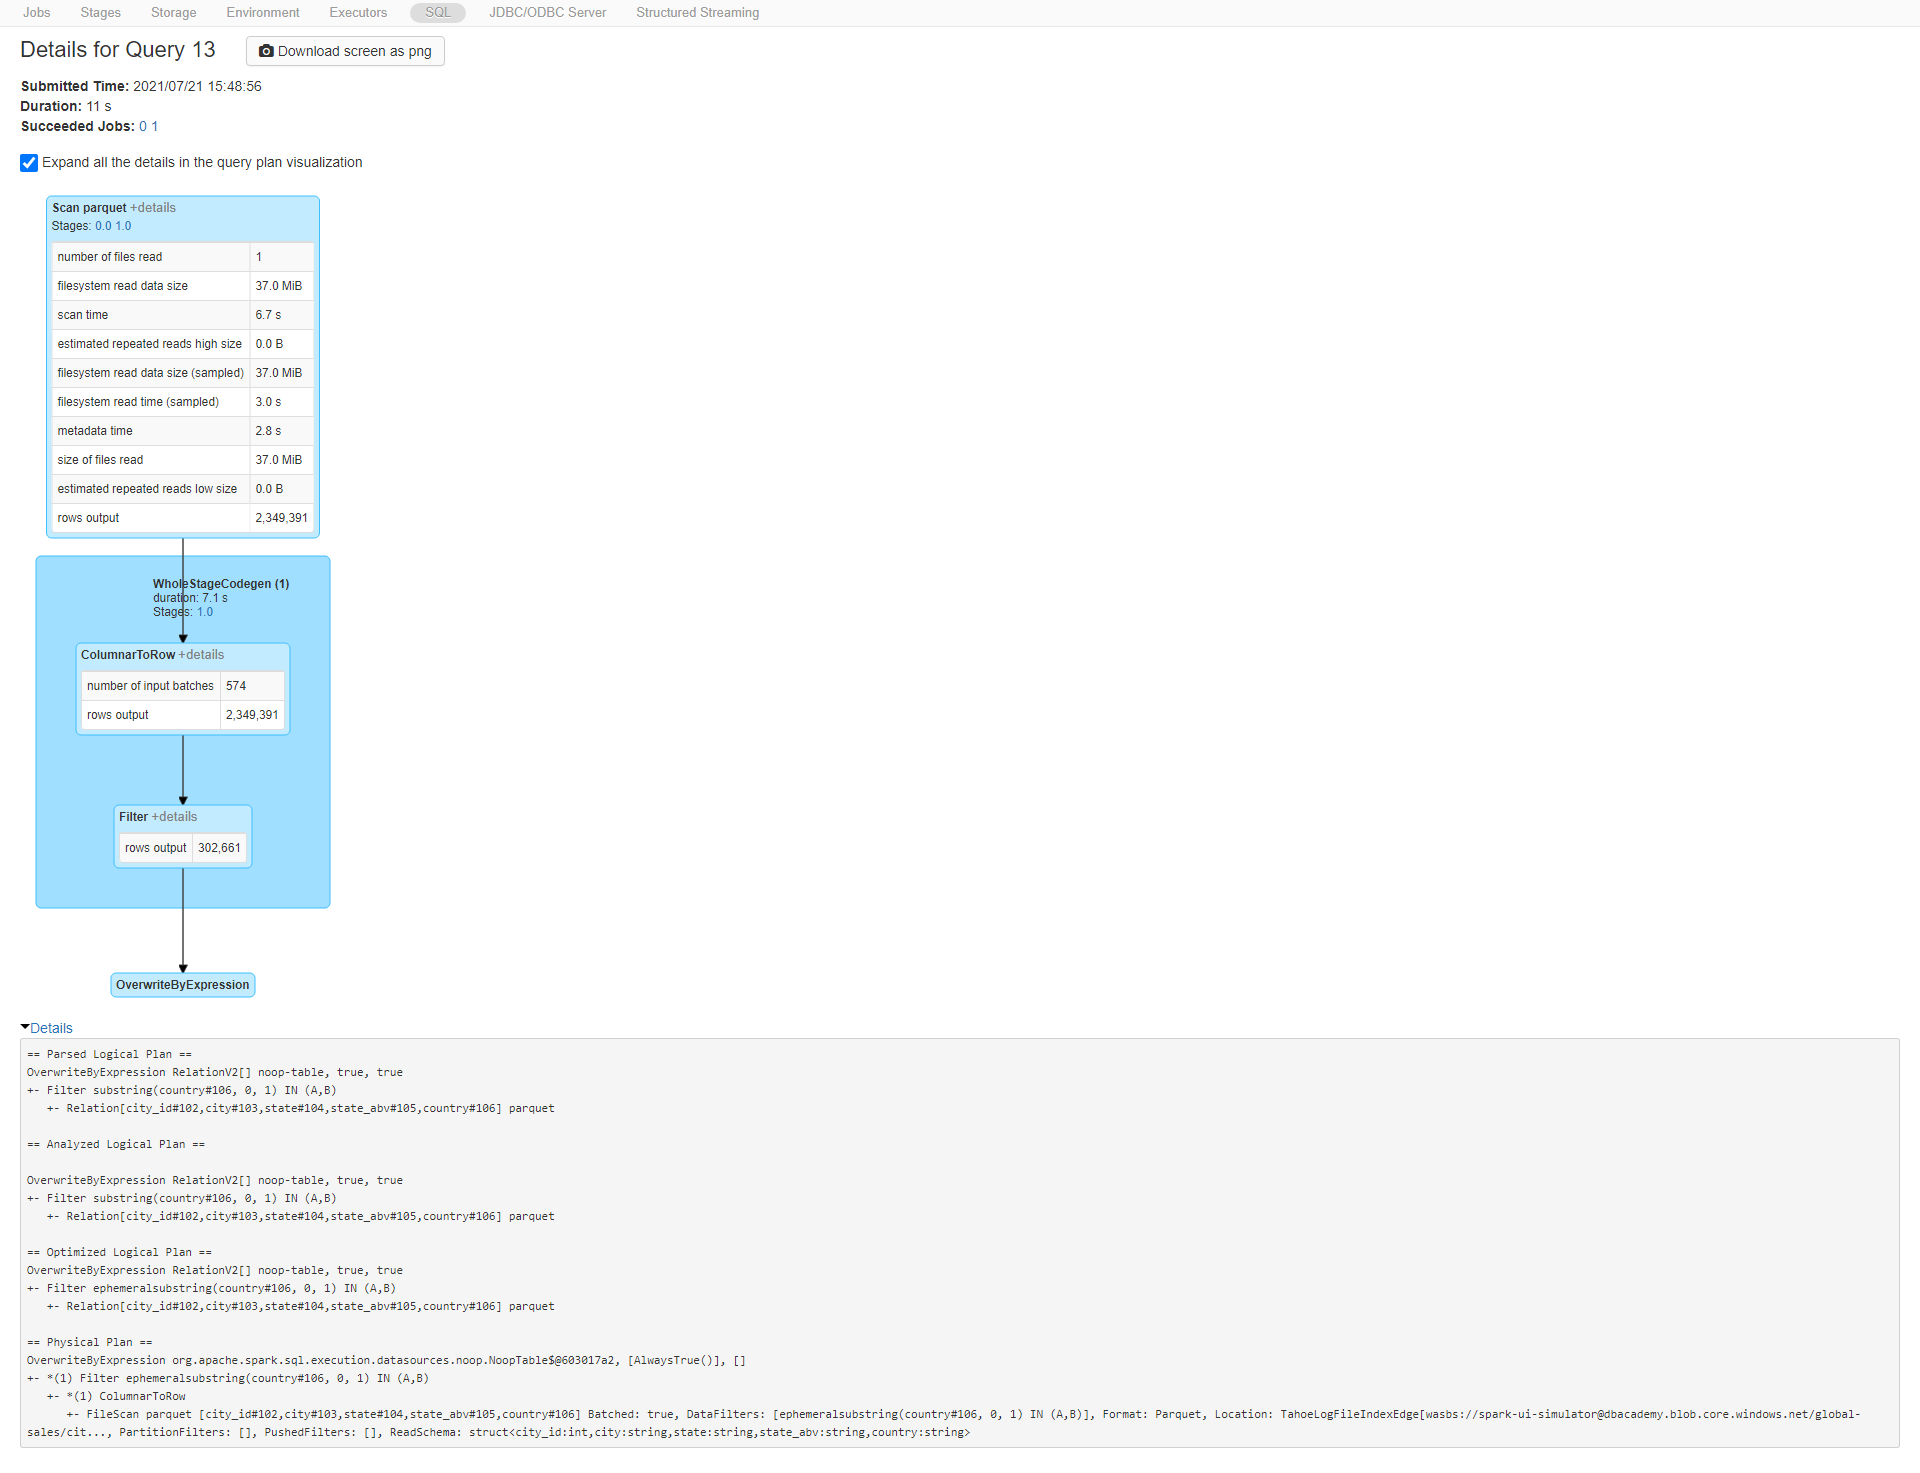 Jobs Stages Storage Environment Executors SQL JDBC/ODBC Server Structured Streaming
Details for Query 13 Download screen as png
Submitted Time: 2021/07/21 15:48:56
Duration: 11 s
Succeeded Jobs: 0 1
Expand all the details in the query plan visualization
Scan parquet +details
Stages: 0.0 1.0
number of files read 1
filesystem read data size 37.0 MiB
scan time 6.7 s
estimated repeated reads high size 0.0 B
filesystem read data size (sampled) 37.0 MiB
filesystem read time (sampled) 3.0 s
metadata time 2.8 s
size of files read 37.0 MiB
estimated repeated reads low size 0.0 B
rows output 2,349,391
WholeStageCodegen (1)
duration: 7.1 s
Stages: 1.0
ColumnarToRow +details
number of input batches 574
rows output 2,349,391
Filter +details
rows output 302,661
OverwriteByExpression
Details
== Parsed Logical Plan ==
OverwriteByExpression RelationV2[] noop-table, true, true
+- Filter substring(country#106, 0, 1) IN (A,B)
   +- Relation[city_id#102,city#103,state#104,state_abv#105,country#106] parquet
== Analyzed Logical Plan ==
OverwriteByExpression RelationV2[] noop-table, true, true
+- Filter substring(country#106, 0, 1) IN (A,B)
   +- Relation[city_id#102,city#103,state#104,state_abv#105,country#106] parquet
== Optimized Logical Plan ==
OverwriteByExpression RelationV2[] noop-table, true, true
+- Filter ephemeralsubstring(country#106, 0, 1) IN (A,B)
   +- Relation[city_id#102,city#103,state#104,state_abv#105,country#106] parquet
== Physical Plan ==
OverwriteByExpression org.apache.spark.sql.execution.datasources.noop.NoopTable$@603017a2, [AlwaysTrue()], []
+- *(1) Filter ephemeralsubstring(country#106, 0, 1) IN (A,B)
   +- *(1) ColumnarToRow
      +- FileScan parquet [city_id#102,city#103,state#104,state_abv#105,country#106] Batched: true, DataFilters: [ephemeralsubstring(country#106, 0, 1) IN (A,B)], Format: Parquet, Location: TahoeLogFileIndexEdge[wasbs://spark-ui-simulator@dbacademy.blob.core.windows.net/global-
sales/cit..., PartitionFilters: [], PushedFilters: [], ReadSchema: struct<city_id:int,city:string,state:string,state_abv:string,country:string>